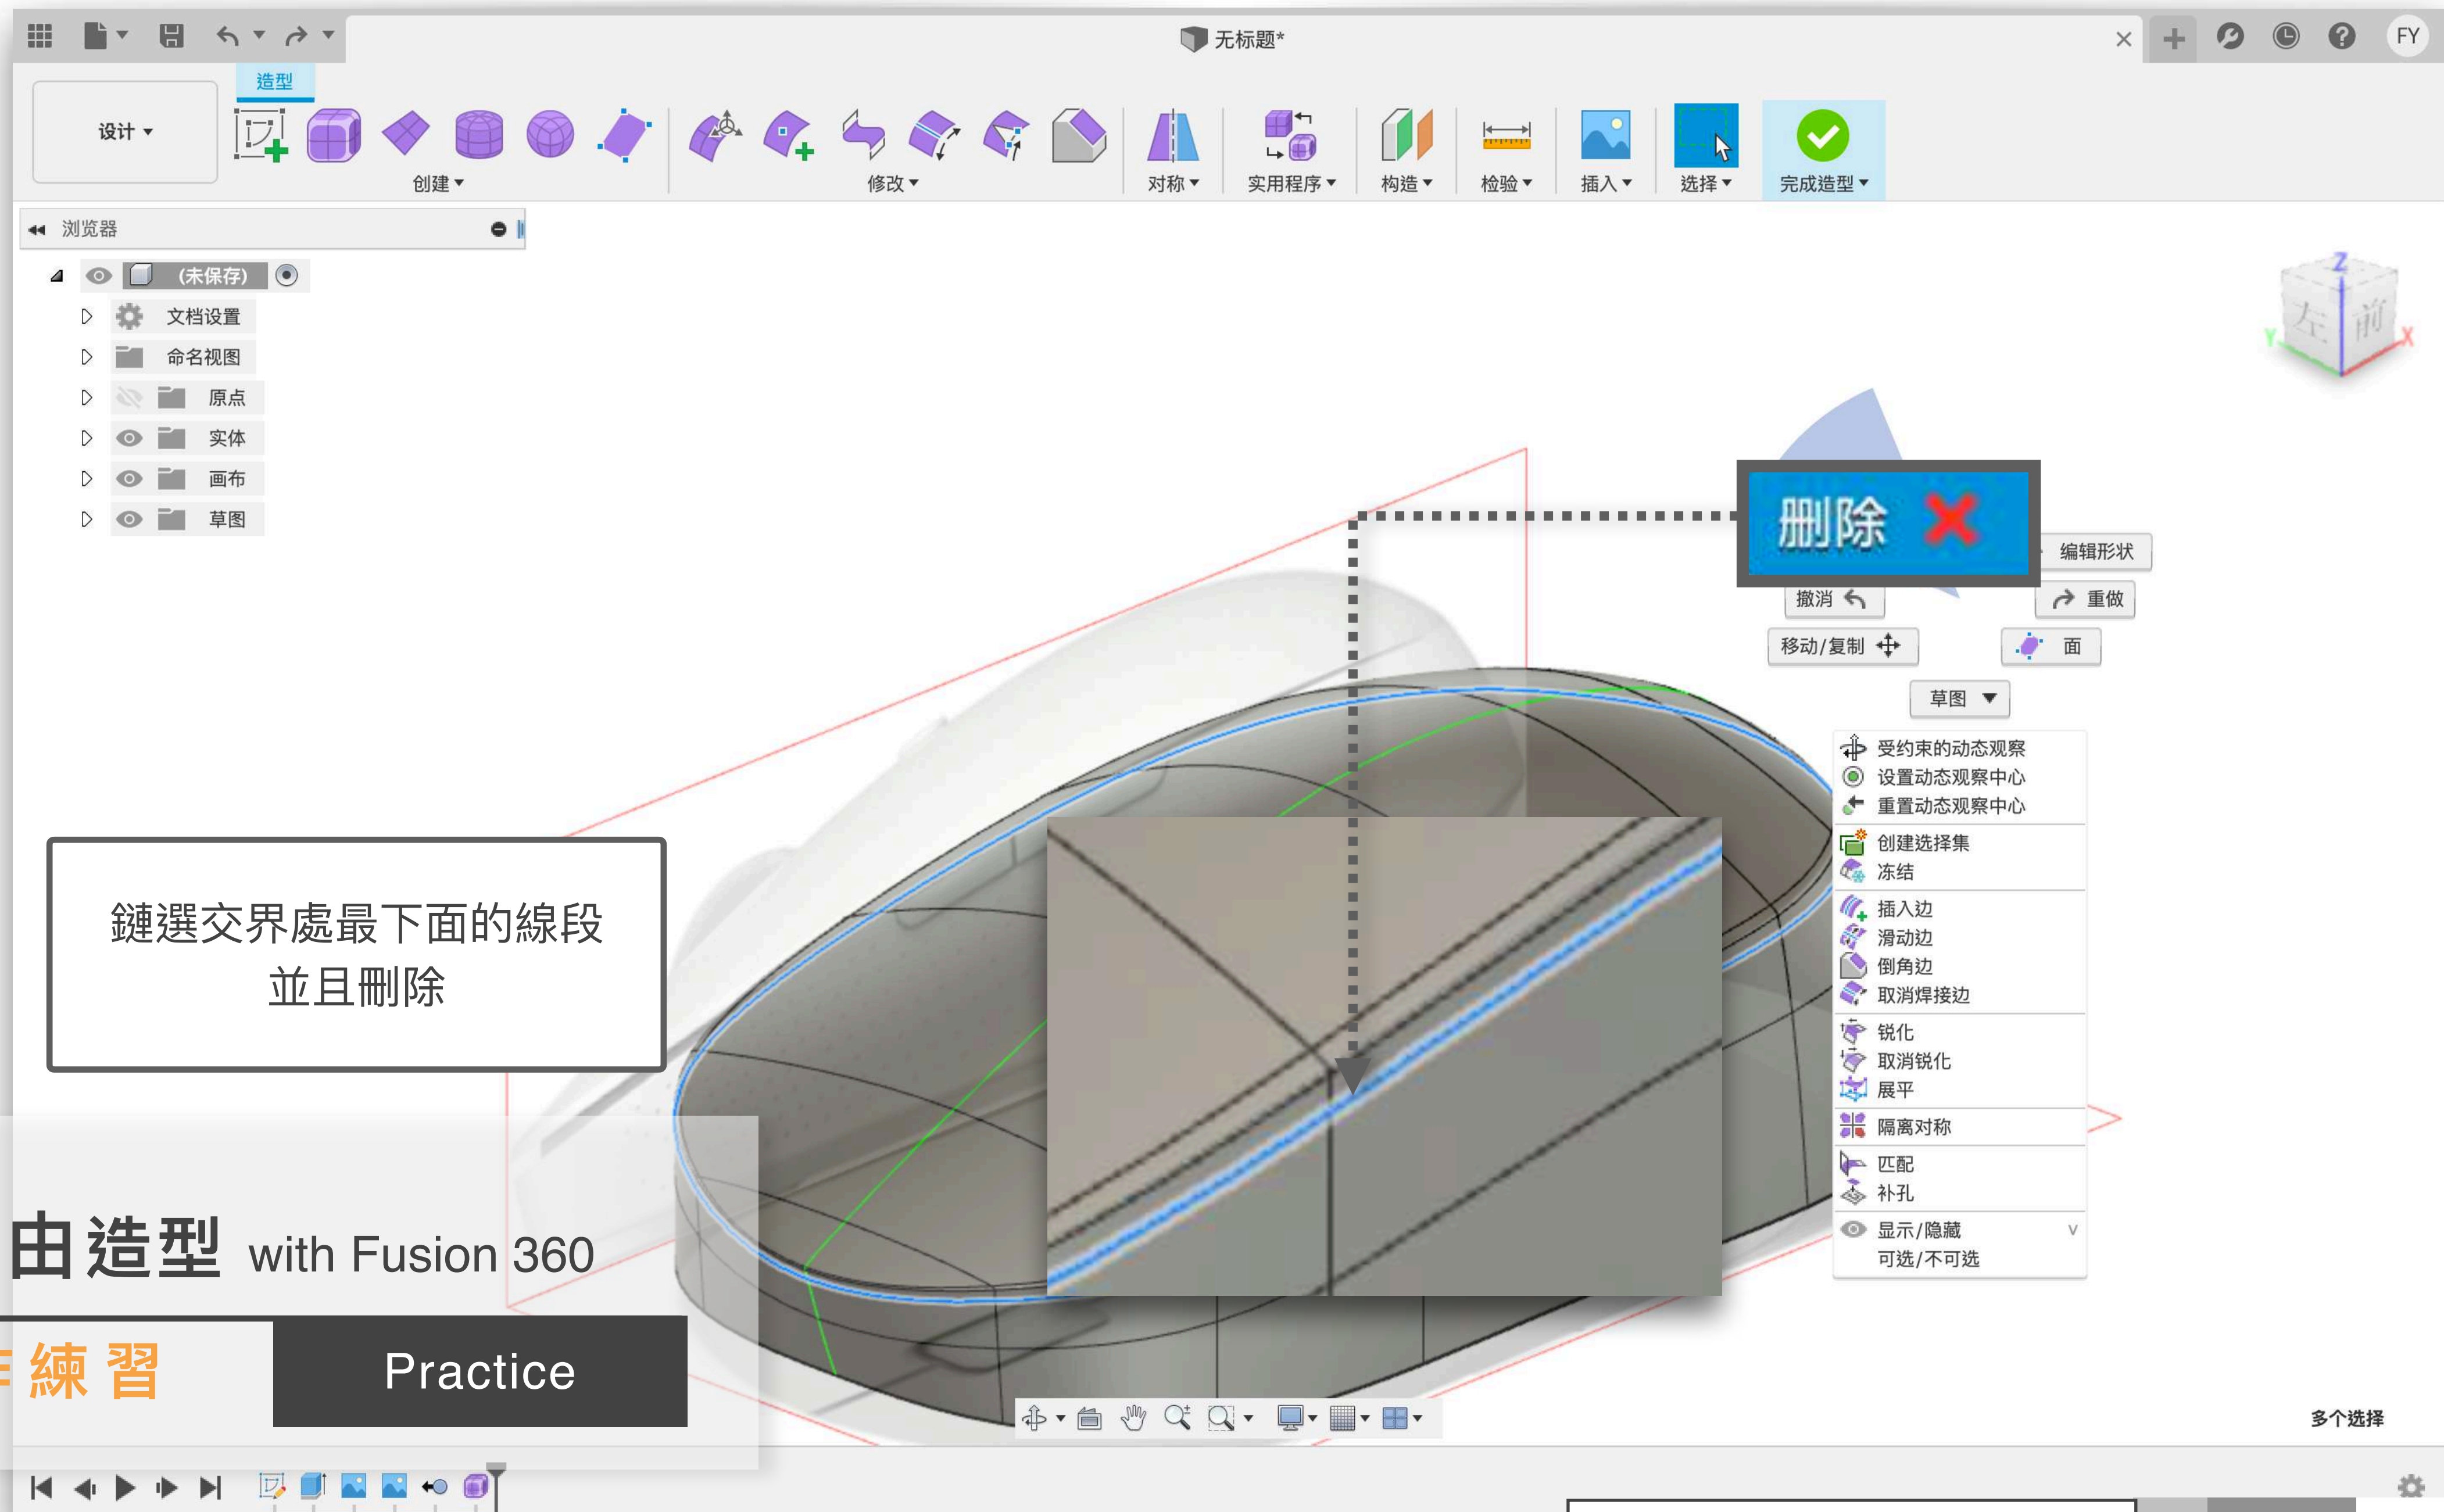 无标题*
FY
造型
设计
创建
修改
对称
实用程序
构造
检验
插入
选择
完成造型
浏览器
(未保存)
文档设置
命名视图
原点
实体
画布
草图
Z
左
前
Y
X
删除
编辑形状
撤消
重做
移动/复制
面
草图
受约束的动态观察
设置动态观察中心
重置动态观察中心
创建选择集
冻结
插入边
滑动边
倒角边
取消焊接边
锐化
取消锐化
展平
隔离对称
匹配
补孔
显示/隐藏
可选/不可选
鏈選交界處最下面的線段
並且刪除
由造型 with Fusion 360
練習
Practice
多个选择